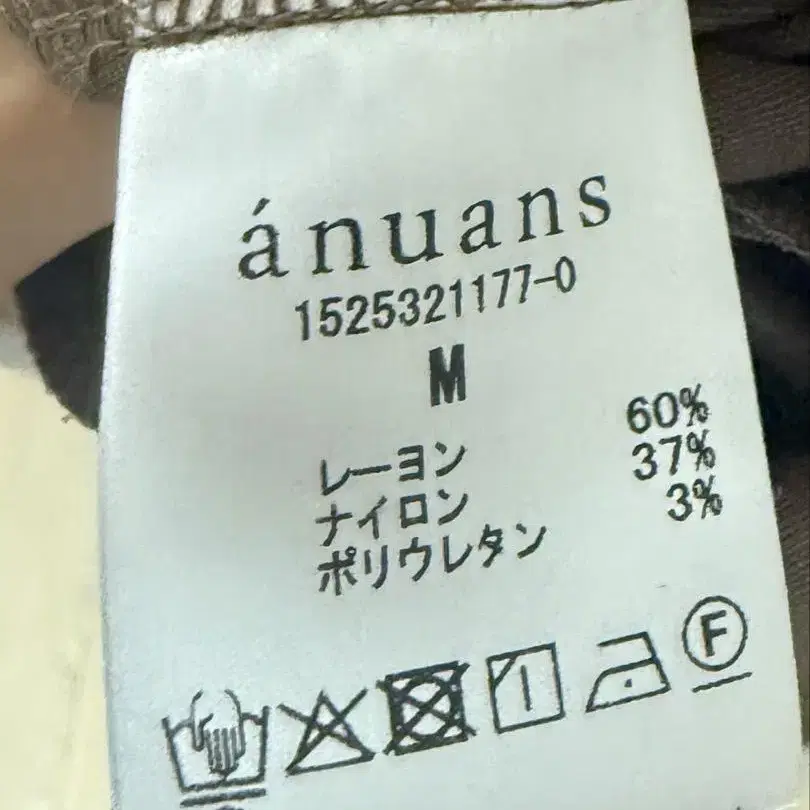 ánuans
1525321177-0
M
レーヨン 60%
ナイロン 37%
ポリウレタン 3%
F